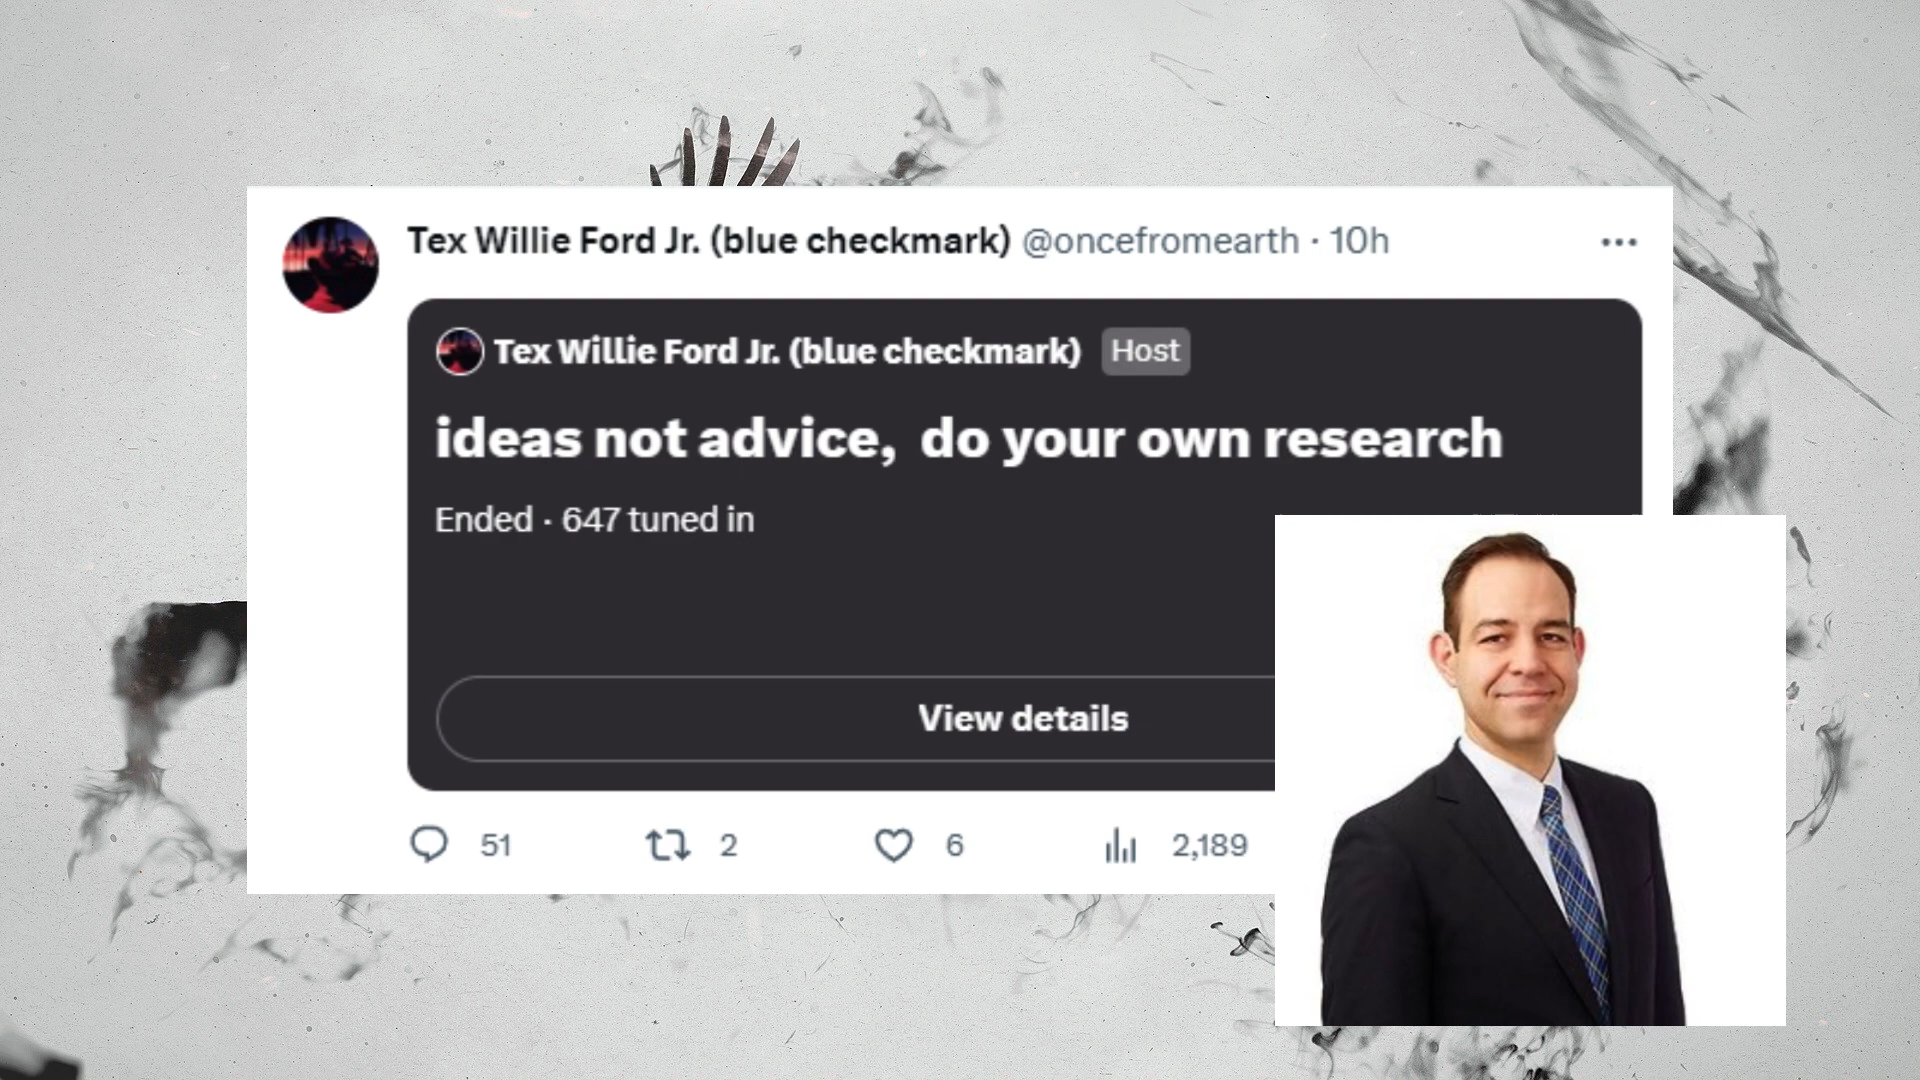 Tex Willie Ford Jr. (blue checkmark) @oncefromearth · 10h
Tex Willie Ford Jr. (blue checkmark) Host
ideas not advice,  do your own research
Ended · 647 tuned in
View details
51 2 6 2,189